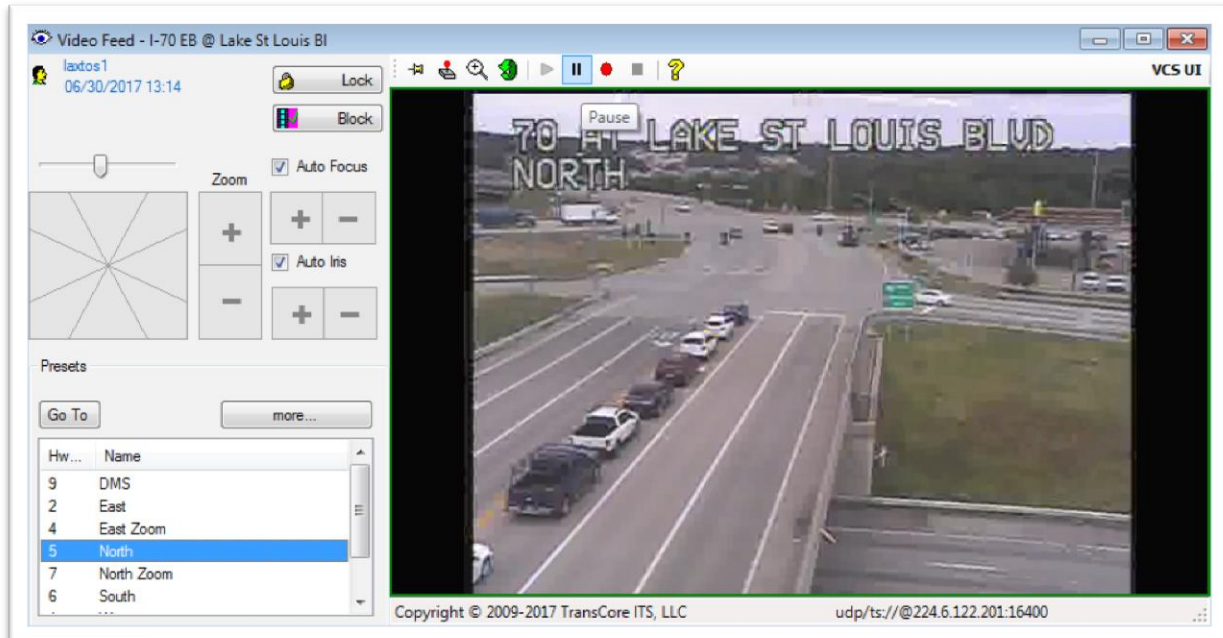 Video Feed - I-70 EB @ Lake St Louis Bl
laxtos1
06/30/2017 13:14
Lock
Block
VCS UI
Pause
Zoom
Auto Focus
+
−
+
−
Auto Iris
+
−
Presets
Go To
more...
Hw... Name
9 DMS
2 East
4 East Zoom
5 North
7 North Zoom
6 South
70 AT LAKE ST LOUIS BLVD
NORTH
Copyright © 2009-2017 TransCore ITS, LLC
udp/ts://@224.6.122.201:16400